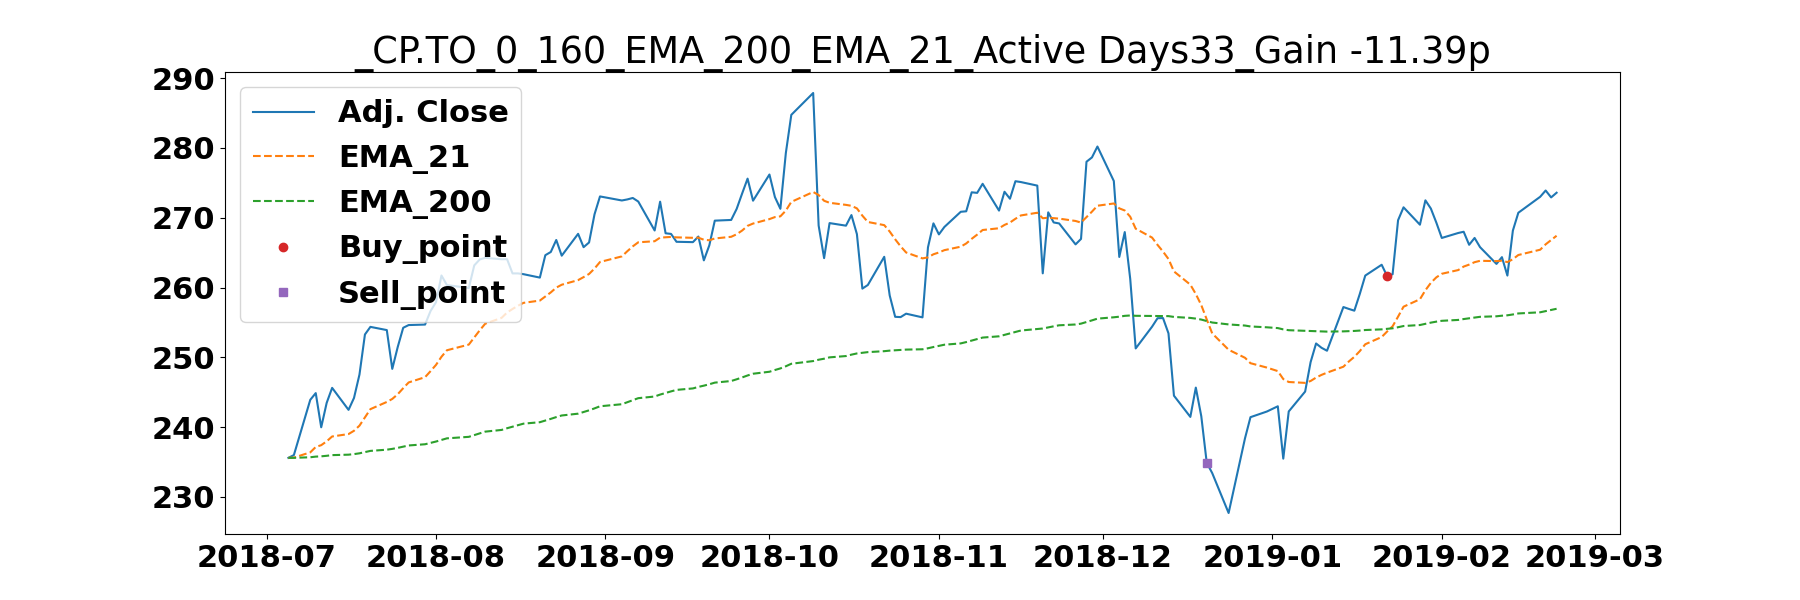 _CP.TO_0_160_EMA_200_EMA_21_Active Days33_Gain -11.39p
290
280
270
260
250
240
230
Adj. Close
EMA_21
EMA_200
Buy_point
Sell_point
2018-07 2018-08 2018-09 2018-10 2018-11 2018-12 2019-01 2019-02 2019-03